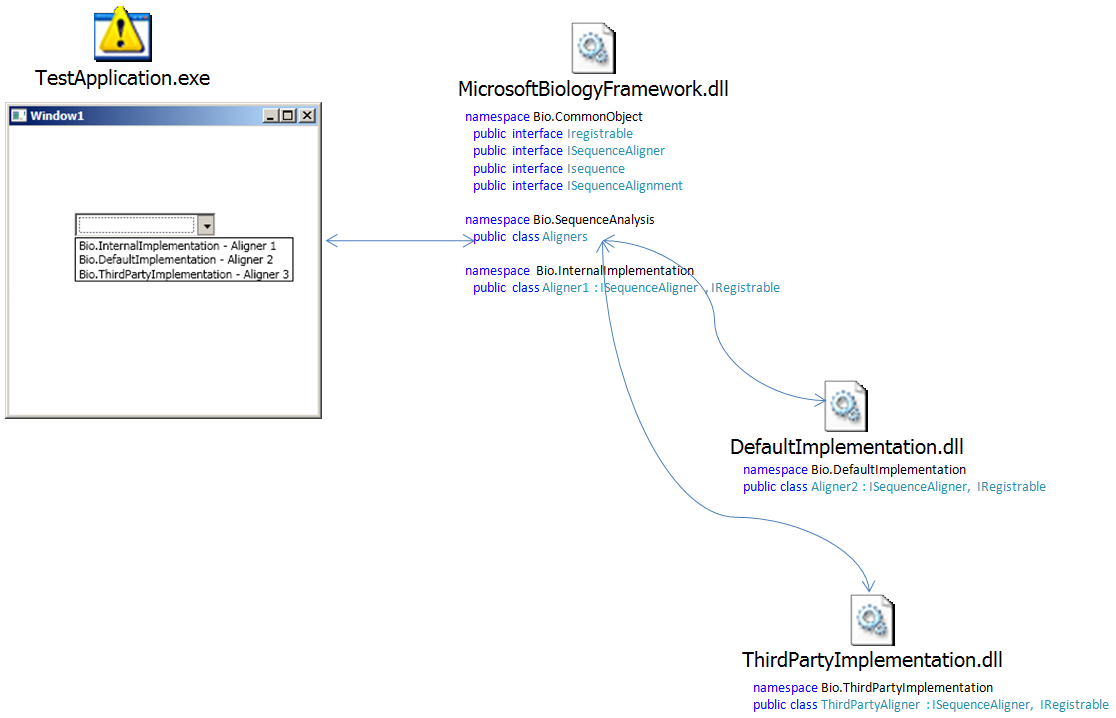 TestApplication.exe
Window1
Bio.InternalImplementation - Aligner 1
Bio.DefaultImplementation - Aligner 2
Bio.ThirdPartyImplementation - Aligner 3
MicrosoftBiologyFramework.dll
namespace Bio.CommonObject
public interface Iregistrable
public interface ISequenceAligner
public interface Isequence
public interface ISequenceAlignment
namespace Bio.SequenceAnalysis
public class Aligners
namespace Bio.InternalImplementation
public class Aligner1 : ISequenceAligner , IRegistrable
DefaultImplementation.dll
namespace Bio.DefaultImplementation
public class Aligner2 : ISequenceAligner, IRegistrable
ThirdPartyImplementation.dll
namespace Bio.ThirdPartyImplementation
public class ThirdPartyAligner : ISequenceAligner, IRegistrable